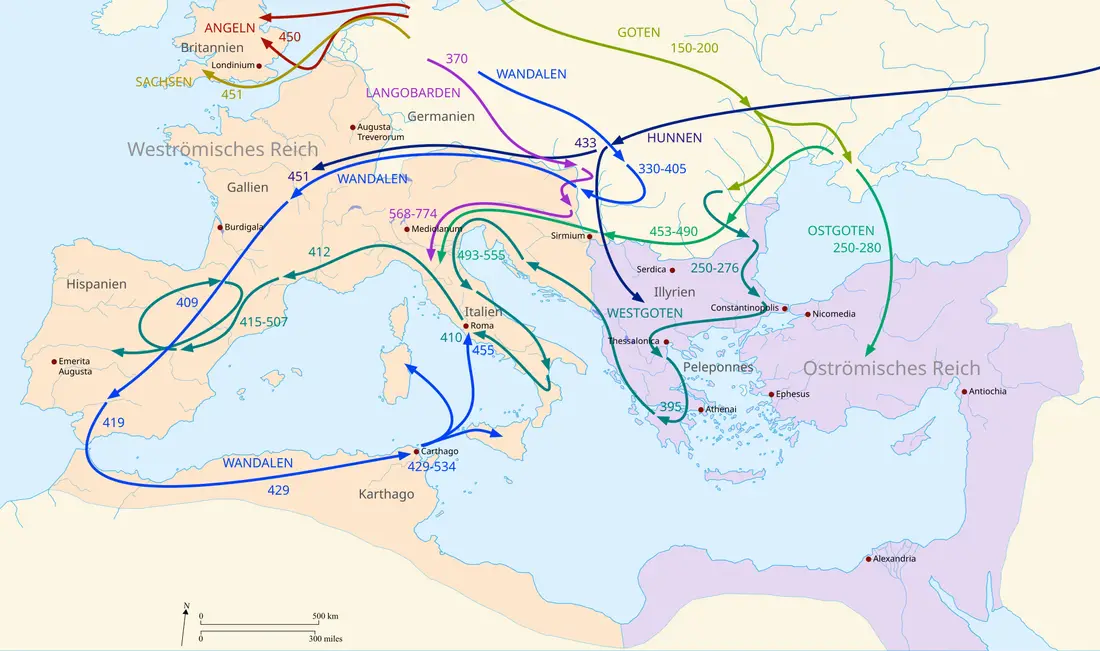 ANGELN
450
Britannien
Londinium
SACHSEN
451
GOTEN
150-200
370
WANDALEN
LANGOBARDEN
Germanien
Augusta
Treverorum
Weströmisches Reich
HUNNEN
433
451
WANDALEN
330-405
Gallien
568-774
Burdigala
Mediolanum
Sirmium
453-490
OSTGOTEN
250-280
412
493-555
Serdica
250-276
Hispanien
Illyrien
409
Italien
Constantinopolis
Nicomedia
WESTGOTEN
415-507
Roma
410
455
Thessalonica
Emerita
Augusta
Peleponnes
Oströmisches Reich
Ephesus
Antiochia
395
Athenai
419
Carthago
WANDALEN
429-534
429
Karthago
Alexandria
N
0
500 km
0
300 miles